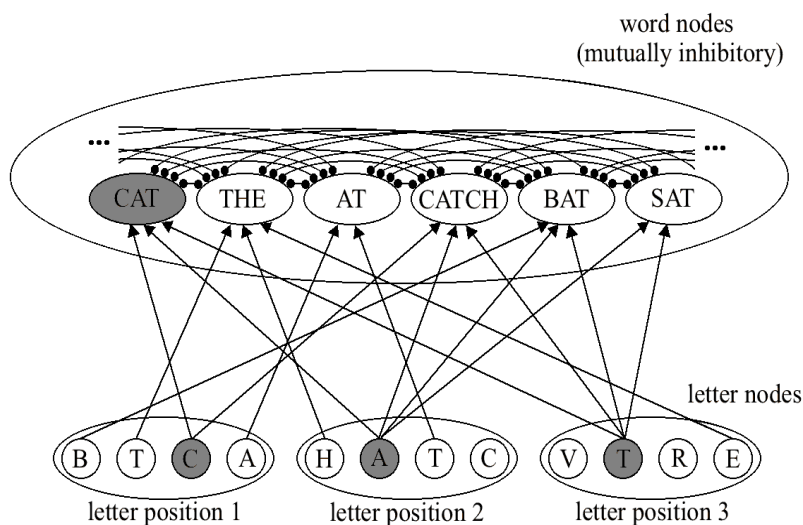 word nodes
(mutually inhibitory)
... ...
CAT THE AT CATCH BAT SAT
letter nodes
B T C A H A T C V T R E
letter position 1 letter position 2 letter position 3